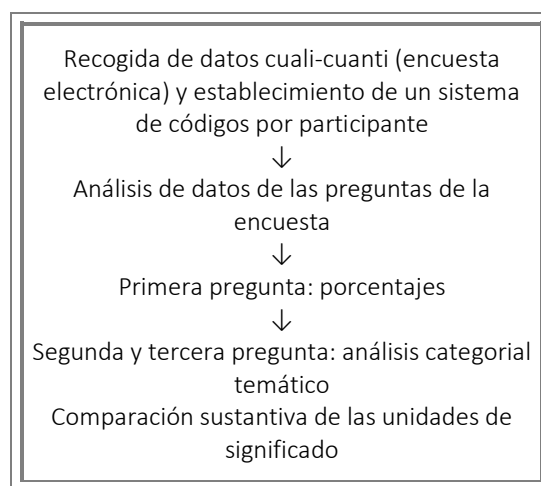 Recogida de datos cuali-cuanti (encuesta
electrónica) y establecimiento de un sistema
de códigos por participante
↓
Análisis de datos de las preguntas de la
encuesta
↓
Primera pregunta: porcentajes
↓
Segunda y tercera pregunta: análisis categorial
temático
Comparación sustantiva de las unidades de
significado